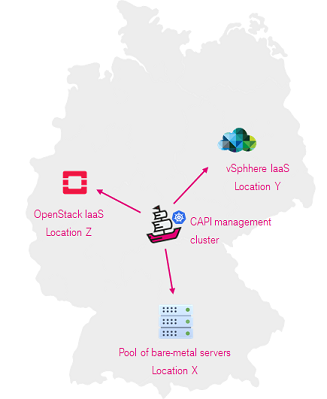 vSphhere IaaS
Location Y
OpenStack IaaS
Location Z
CAPI management
cluster
Pool of bare-metal servers
Location X